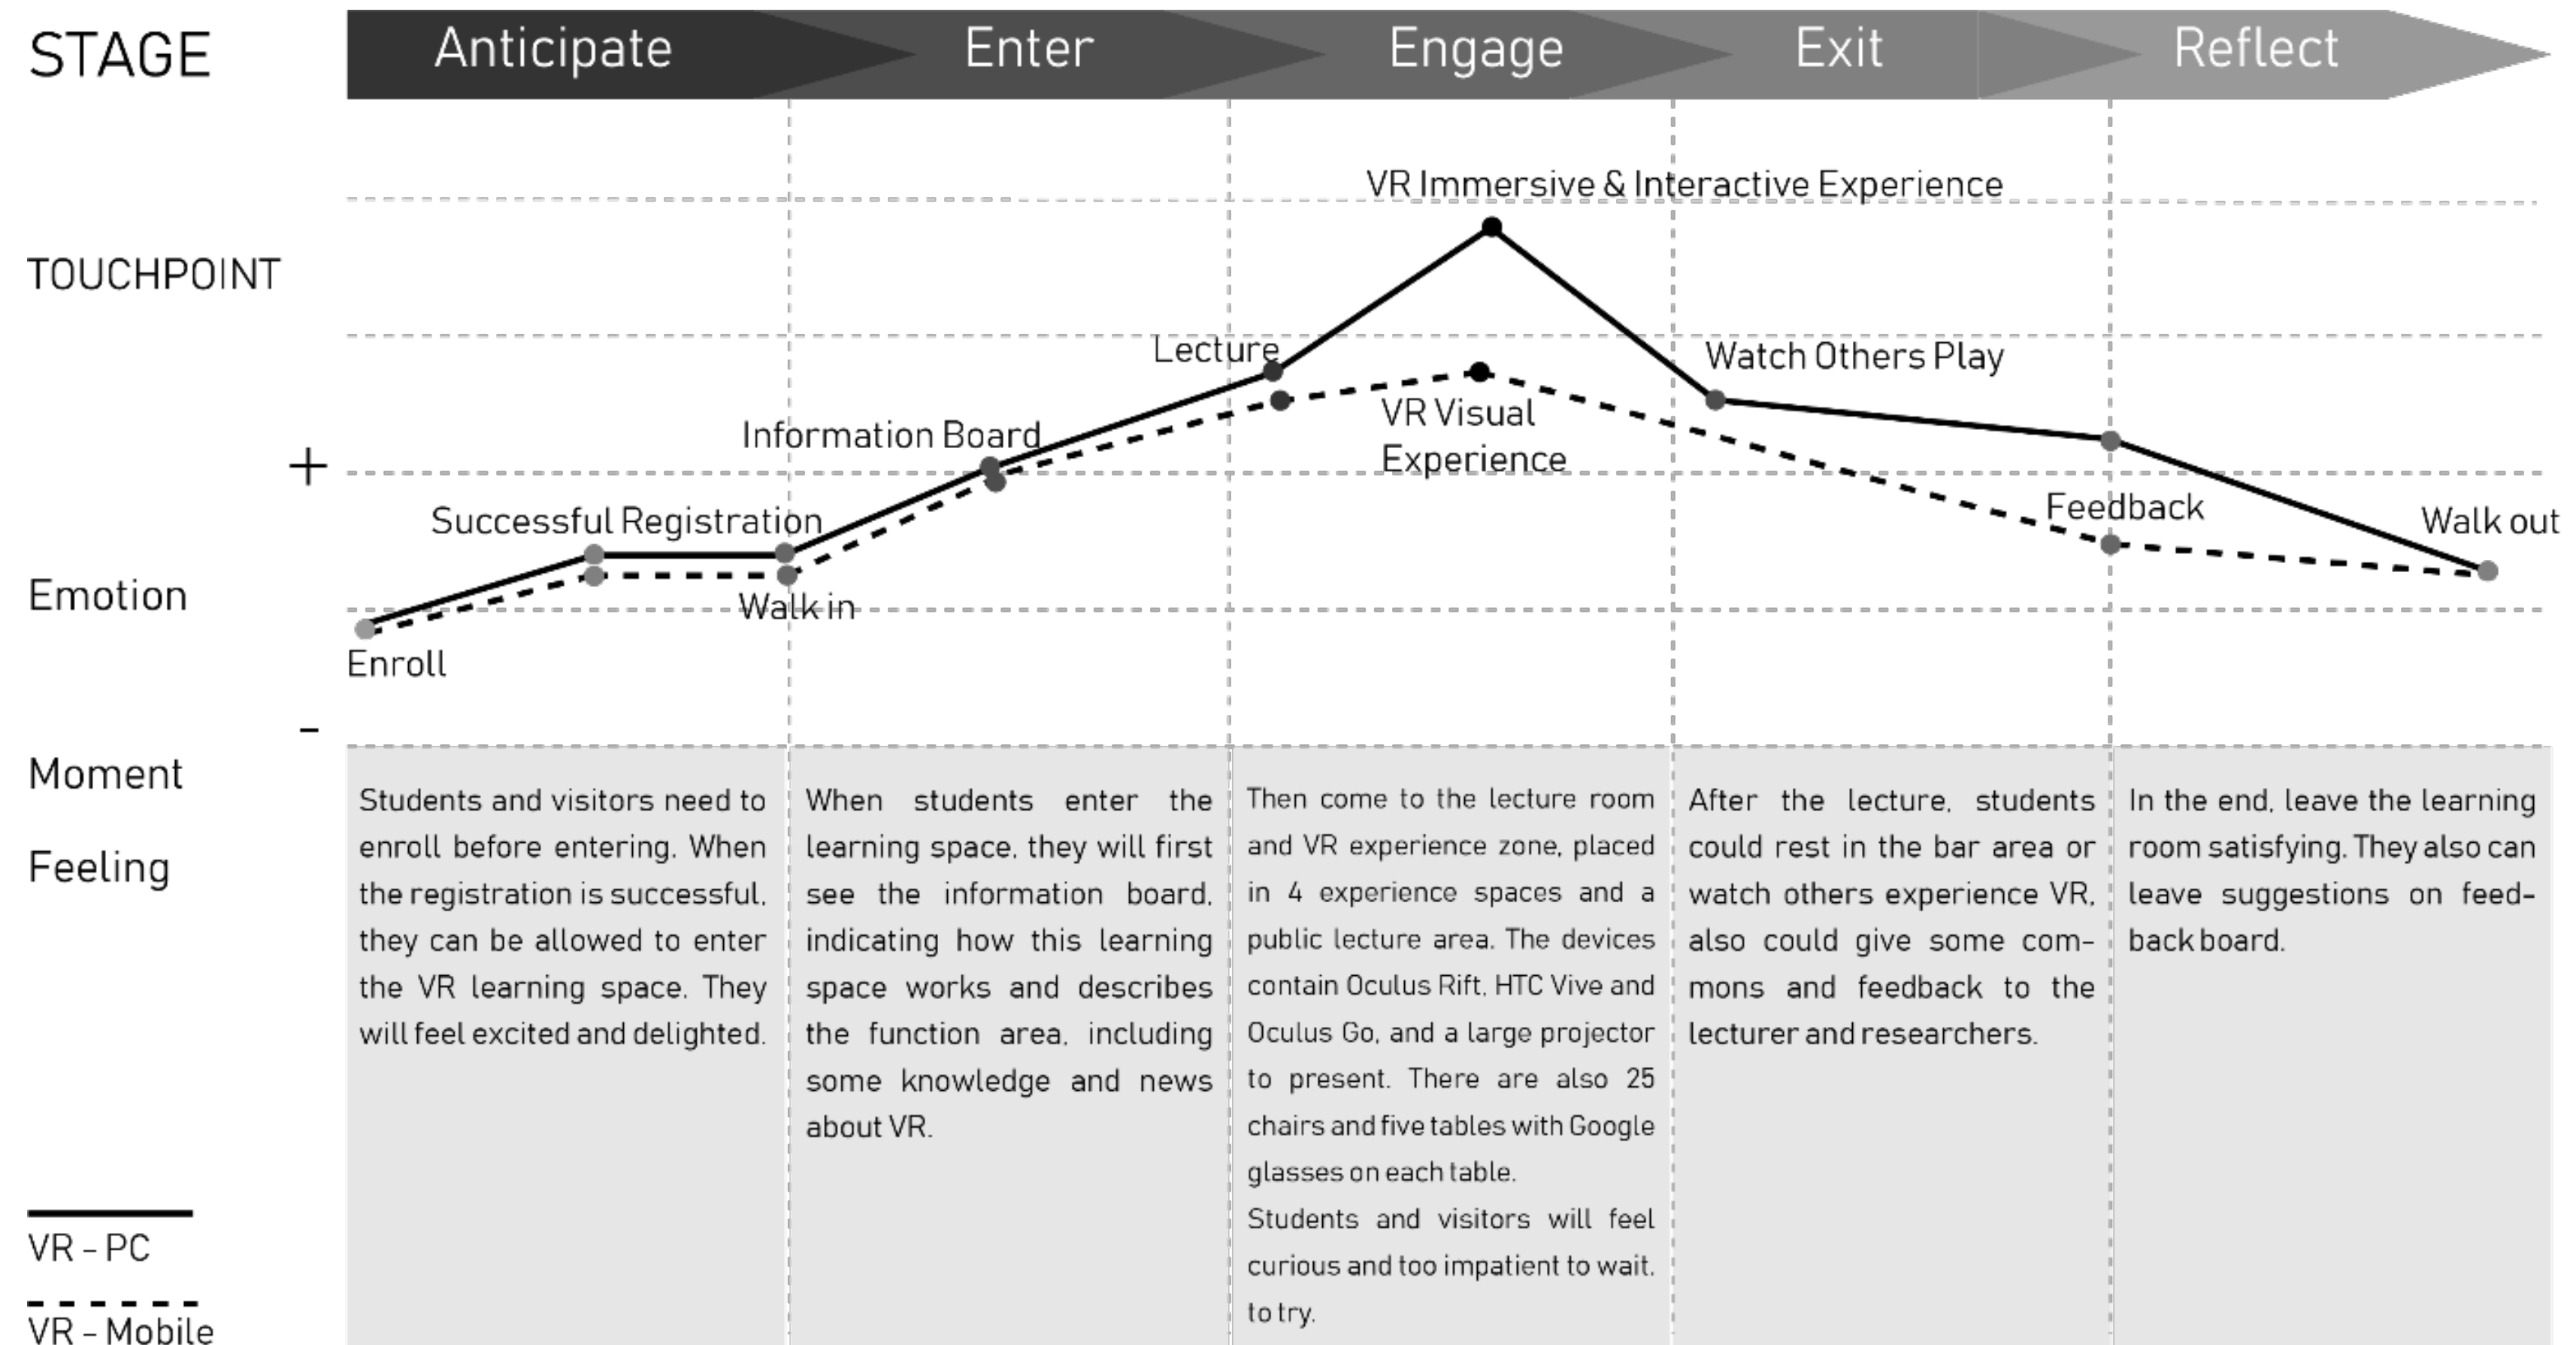 STAGE
Anticipate
Enter
Engage
Exit
Reflect
VR Immersive & Interactive Experience
TOUCHPOINT
Lecture
Watch Others Play
VR Visual
Experience
Information Board
+
Successful Registration
Feedback
Walk out
Emotion
Walk in
Enroll
-
Moment
Feeling
Students and visitors need to
enroll before entering. When
the registration is successful,
they can be allowed to enter
the VR learning space. They
will feel excited and delighted.
When students enter the
learning space, they will first
see the information board,
indicating how this learning
space works and describes
the function area, including
some knowledge and news
about VR.
Then come to the lecture room
and VR experience zone, placed
in 4 experience spaces and a
public lecture area. The devices
contain Oculus Rift, HTC Vive and
Oculus Go, and a large projector
to present. There are also 25
chairs and five tables with Google
glasses on each table.
Students and visitors will feel
curious and too impatient to wait.
to try.
After the lecture, students
could rest in the bar area or
watch others experience VR,
also could give some com-
mons and feedback to the
lecturer and researchers.
In the end, leave the learning
room satisfying. They also can
leave suggestions on feed-
back board.
VR - PC
VR - Mobile